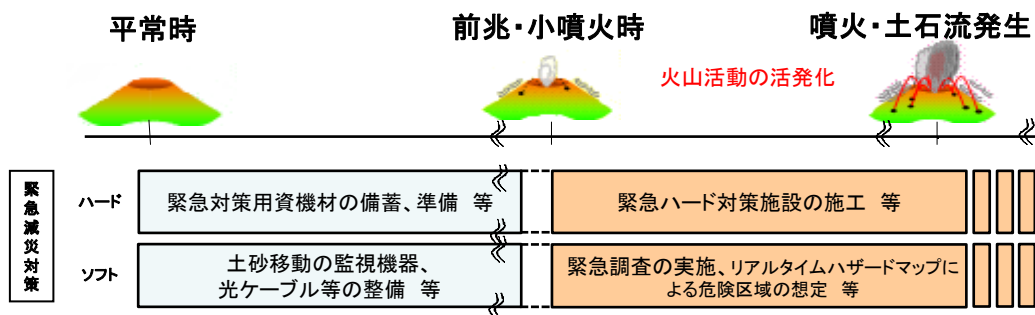 平常時
前兆・小噴火時
噴火・土石流発生
火山活動の活発化
緊急減災対策
ハード
緊急対策用資機材の備蓄、準備 等
緊急ハード対策施設の施工 等
ソフト
土砂移動の監視機器、
光ケーブル等の整備 等
緊急調査の実施、リアルタイムハザードマップに
よる危険区域の想定 等